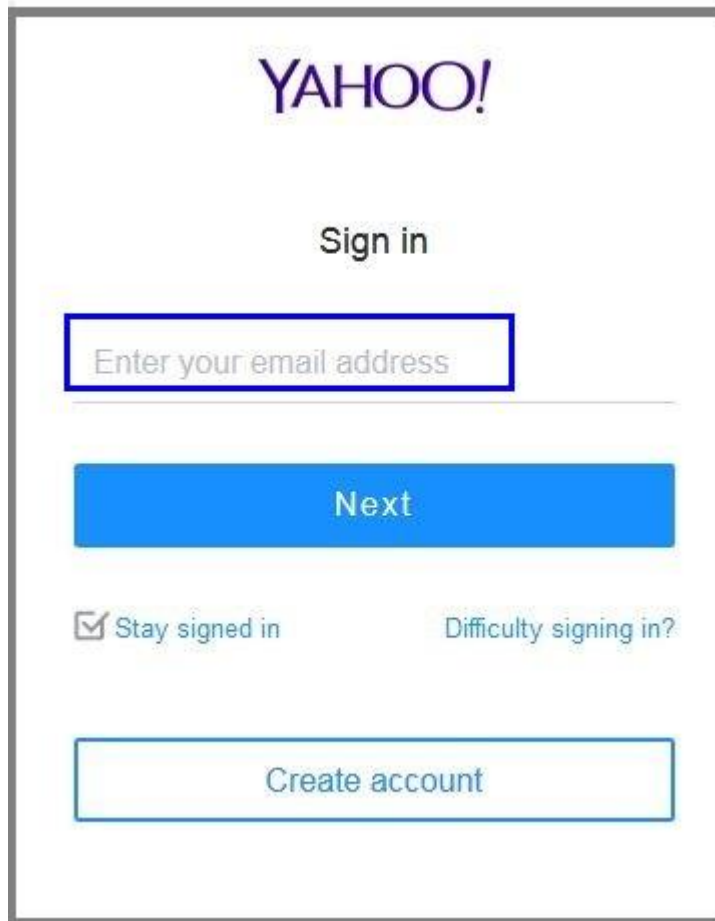 YAHOO!
Sign in
Enter your email address
Next
Stay signed in Difficulty signing in?
Create account